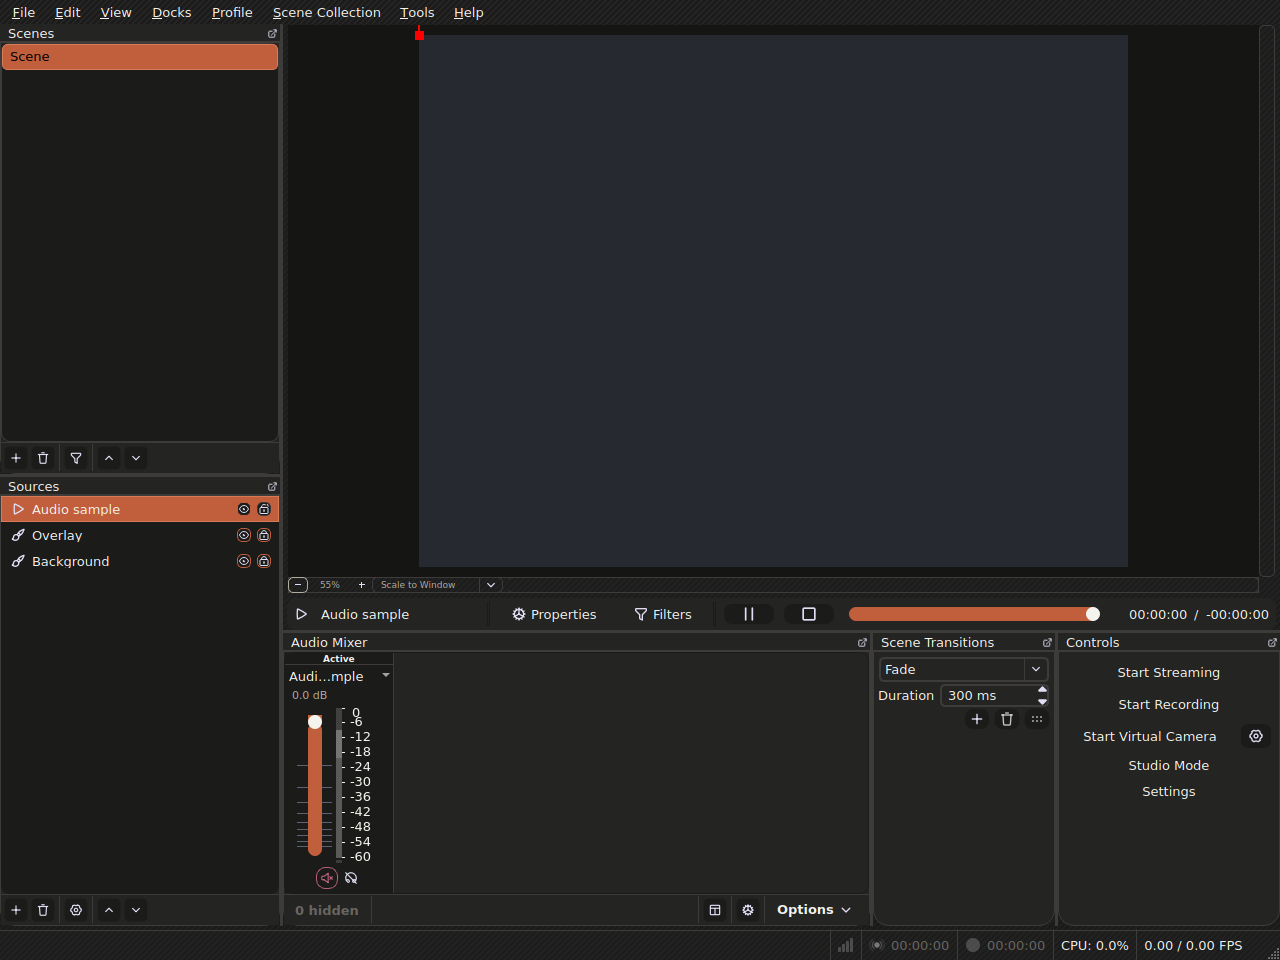 File Edit View Docks Profile Scene Collection Tools Help
Scenes
Scene
Sources
Audio sample
Overlay
Background
55% Scale to Window
Audio sample Properties Filters 00:00:00 / -00:00:00
Audio Mixer
Active
Audi...mple
0.0 dB
0
-6
-12
-18
-24
-30
-36
-42
-48
-54
-60
0 hidden Options
Scene Transitions
Fade
Duration 300 ms
Controls
Start Streaming
Start Recording
Start Virtual Camera
Studio Mode
Settings
00:00:00 00:00:00 CPU: 0.0% 0.00 / 0.00 FPS